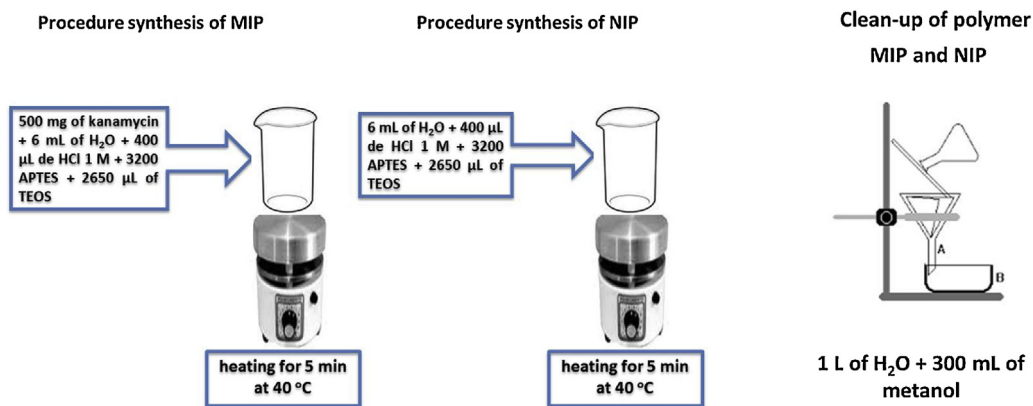 Procedure synthesis of MIP
500 mg of kanamycin
+ 6 mL of H₂O + 400
µL de HCl 1 M + 3200
APTES + 2650 µL of
TEOS
heating for 5 min
at 40 °C
Procedure synthesis of NIP
6 mL of H₂O + 400 µL
de HCl 1 M + 3200
APTES + 2650 µL of
TEOS
heating for 5 min
at 40 °C
Clean-up of polymer
MIP and NIP
A
B
1 L of H₂O + 300 mL of
metanol